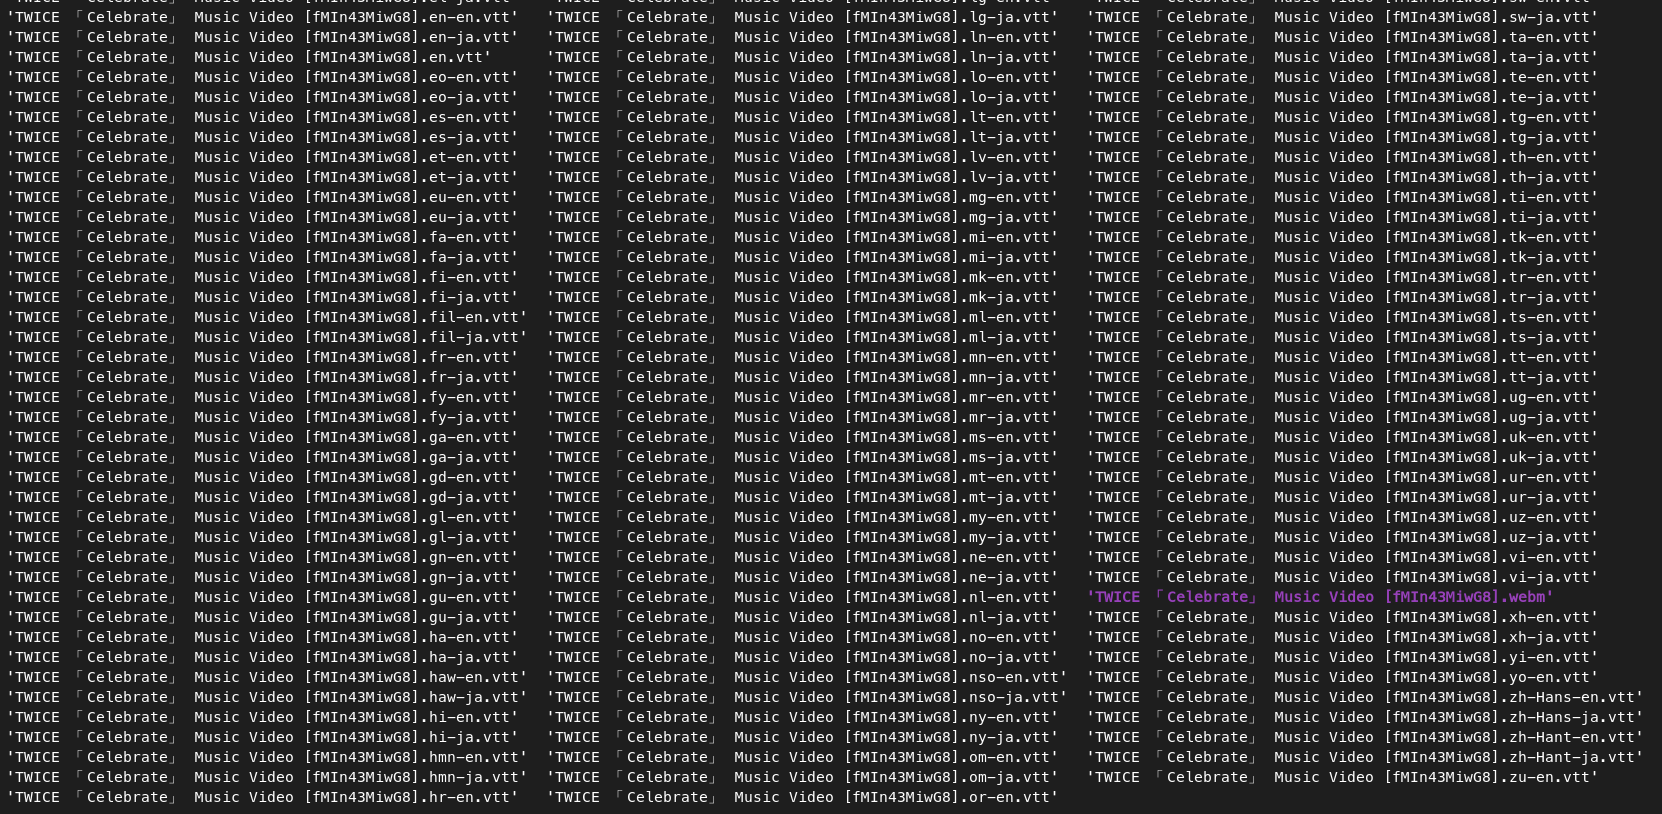 'TWICE 「Celebrate」 Music Video [fMIn43MiwG8].en-en.vtt' 'TWICE 「Celebrate」 Music Video [fMIn43MiwG8].lg-ja.vtt' 'TWICE 「Celebrate」 Music Video [fMIn43MiwG8].sw-ja.vtt'
'TWICE 「Celebrate」 Music Video [fMIn43MiwG8].en-ja.vtt' 'TWICE 「Celebrate」 Music Video [fMIn43MiwG8].ln-en.vtt' 'TWICE 「Celebrate」 Music Video [fMIn43MiwG8].ta-en.vtt'
'TWICE 「Celebrate」 Music Video [fMIn43MiwG8].en.vtt' 'TWICE 「Celebrate」 Music Video [fMIn43MiwG8].ln-ja.vtt' 'TWICE 「Celebrate」 Music Video [fMIn43MiwG8].ta-ja.vtt'
'TWICE 「Celebrate」 Music Video [fMIn43MiwG8].eo-en.vtt' 'TWICE 「Celebrate」 Music Video [fMIn43MiwG8].lo-en.vtt' 'TWICE 「Celebrate」 Music Video [fMIn43MiwG8].te-en.vtt'
'TWICE 「Celebrate」 Music Video [fMIn43MiwG8].eo-ja.vtt' 'TWICE 「Celebrate」 Music Video [fMIn43MiwG8].lo-ja.vtt' 'TWICE 「Celebrate」 Music Video [fMIn43MiwG8].te-ja.vtt'
'TWICE 「Celebrate」 Music Video [fMIn43MiwG8].es-en.vtt' 'TWICE 「Celebrate」 Music Video [fMIn43MiwG8].lt-en.vtt' 'TWICE 「Celebrate」 Music Video [fMIn43MiwG8].tg-en.vtt'
'TWICE 「Celebrate」 Music Video [fMIn43MiwG8].es-ja.vtt' 'TWICE 「Celebrate」 Music Video [fMIn43MiwG8].lt-ja.vtt' 'TWICE 「Celebrate」 Music Video [fMIn43MiwG8].tg-ja.vtt'
'TWICE 「Celebrate」 Music Video [fMIn43MiwG8].et-en.vtt' 'TWICE 「Celebrate」 Music Video [fMIn43MiwG8].lv-en.vtt' 'TWICE 「Celebrate」 Music Video [fMIn43MiwG8].th-en.vtt'
'TWICE 「Celebrate」 Music Video [fMIn43MiwG8].et-ja.vtt' 'TWICE 「Celebrate」 Music Video [fMIn43MiwG8].lv-ja.vtt' 'TWICE 「Celebrate」 Music Video [fMIn43MiwG8].th-ja.vtt'
'TWICE 「Celebrate」 Music Video [fMIn43MiwG8].eu-en.vtt' 'TWICE 「Celebrate」 Music Video [fMIn43MiwG8].mg-en.vtt' 'TWICE 「Celebrate」 Music Video [fMIn43MiwG8].ti-en.vtt'
'TWICE 「Celebrate」 Music Video [fMIn43MiwG8].eu-ja.vtt' 'TWICE 「Celebrate」 Music Video [fMIn43MiwG8].mg-ja.vtt' 'TWICE 「Celebrate」 Music Video [fMIn43MiwG8].ti-ja.vtt'
'TWICE 「Celebrate」 Music Video [fMIn43MiwG8].fa-en.vtt' 'TWICE 「Celebrate」 Music Video [fMIn43MiwG8].mi-en.vtt' 'TWICE 「Celebrate」 Music Video [fMIn43MiwG8].tk-en.vtt'
'TWICE 「Celebrate」 Music Video [fMIn43MiwG8].fa-ja.vtt' 'TWICE 「Celebrate」 Music Video [fMIn43MiwG8].mi-ja.vtt' 'TWICE 「Celebrate」 Music Video [fMIn43MiwG8].tk-ja.vtt'
'TWICE 「Celebrate」 Music Video [fMIn43MiwG8].fi-en.vtt' 'TWICE 「Celebrate」 Music Video [fMIn43MiwG8].mk-en.vtt' 'TWICE 「Celebrate」 Music Video [fMIn43MiwG8].tr-en.vtt'
'TWICE 「Celebrate」 Music Video [fMIn43MiwG8].fi-ja.vtt' 'TWICE 「Celebrate」 Music Video [fMIn43MiwG8].mk-ja.vtt' 'TWICE 「Celebrate」 Music Video [fMIn43MiwG8].tr-ja.vtt'
'TWICE 「Celebrate」 Music Video [fMIn43MiwG8].fil-en.vtt' 'TWICE 「Celebrate」 Music Video [fMIn43MiwG8].ml-en.vtt' 'TWICE 「Celebrate」 Music Video [fMIn43MiwG8].ts-en.vtt'
'TWICE 「Celebrate」 Music Video [fMIn43MiwG8].fil-ja.vtt' 'TWICE 「Celebrate」 Music Video [fMIn43MiwG8].ml-ja.vtt' 'TWICE 「Celebrate」 Music Video [fMIn43MiwG8].ts-ja.vtt'
'TWICE 「Celebrate」 Music Video [fMIn43MiwG8].fr-en.vtt' 'TWICE 「Celebrate」 Music Video [fMIn43MiwG8].mn-en.vtt' 'TWICE 「Celebrate」 Music Video [fMIn43MiwG8].tt-en.vtt'
'TWICE 「Celebrate」 Music Video [fMIn43MiwG8].fr-ja.vtt' 'TWICE 「Celebrate」 Music Video [fMIn43MiwG8].mn-ja.vtt' 'TWICE 「Celebrate」 Music Video [fMIn43MiwG8].tt-ja.vtt'
'TWICE 「Celebrate」 Music Video [fMIn43MiwG8].fy-en.vtt' 'TWICE 「Celebrate」 Music Video [fMIn43MiwG8].mr-en.vtt' 'TWICE 「Celebrate」 Music Video [fMIn43MiwG8].ug-en.vtt'
'TWICE 「Celebrate」 Music Video [fMIn43MiwG8].fy-ja.vtt' 'TWICE 「Celebrate」 Music Video [fMIn43MiwG8].mr-ja.vtt' 'TWICE 「Celebrate」 Music Video [fMIn43MiwG8].ug-ja.vtt'
'TWICE 「Celebrate」 Music Video [fMIn43MiwG8].ga-en.vtt' 'TWICE 「Celebrate」 Music Video [fMIn43MiwG8].ms-en.vtt' 'TWICE 「Celebrate」 Music Video [fMIn43MiwG8].uk-en.vtt'
'TWICE 「Celebrate」 Music Video [fMIn43MiwG8].ga-ja.vtt' 'TWICE 「Celebrate」 Music Video [fMIn43MiwG8].ms-ja.vtt' 'TWICE 「Celebrate」 Music Video [fMIn43MiwG8].uk-ja.vtt'
'TWICE 「Celebrate」 Music Video [fMIn43MiwG8].gd-en.vtt' 'TWICE 「Celebrate」 Music Video [fMIn43MiwG8].mt-en.vtt' 'TWICE 「Celebrate」 Music Video [fMIn43MiwG8].ur-en.vtt'
'TWICE 「Celebrate」 Music Video [fMIn43MiwG8].gd-ja.vtt' 'TWICE 「Celebrate」 Music Video [fMIn43MiwG8].mt-ja.vtt' 'TWICE 「Celebrate」 Music Video [fMIn43MiwG8].ur-ja.vtt'
'TWICE 「Celebrate」 Music Video [fMIn43MiwG8].gl-en.vtt' 'TWICE 「Celebrate」 Music Video [fMIn43MiwG8].my-en.vtt' 'TWICE 「Celebrate」 Music Video [fMIn43MiwG8].uz-en.vtt'
'TWICE 「Celebrate」 Music Video [fMIn43MiwG8].gl-ja.vtt' 'TWICE 「Celebrate」 Music Video [fMIn43MiwG8].my-ja.vtt' 'TWICE 「Celebrate」 Music Video [fMIn43MiwG8].uz-ja.vtt'
'TWICE 「Celebrate」 Music Video [fMIn43MiwG8].gn-en.vtt' 'TWICE 「Celebrate」 Music Video [fMIn43MiwG8].ne-en.vtt' 'TWICE 「Celebrate」 Music Video [fMIn43MiwG8].vi-en.vtt'
'TWICE 「Celebrate」 Music Video [fMIn43MiwG8].gn-ja.vtt' 'TWICE 「Celebrate」 Music Video [fMIn43MiwG8].ne-ja.vtt' 'TWICE 「Celebrate」 Music Video [fMIn43MiwG8].vi-ja.vtt'
'TWICE 「Celebrate」 Music Video [fMIn43MiwG8].gu-en.vtt' 'TWICE 「Celebrate」 Music Video [fMIn43MiwG8].nl-en.vtt' 'TWICE 「Celebrate」 Music Video [fMIn43MiwG8].webm'
'TWICE 「Celebrate」 Music Video [fMIn43MiwG8].gu-ja.vtt' 'TWICE 「Celebrate」 Music Video [fMIn43MiwG8].nl-ja.vtt' 'TWICE 「Celebrate」 Music Video [fMIn43MiwG8].xh-en.vtt'
'TWICE 「Celebrate」 Music Video [fMIn43MiwG8].ha-en.vtt' 'TWICE 「Celebrate」 Music Video [fMIn43MiwG8].no-en.vtt' 'TWICE 「Celebrate」 Music Video [fMIn43MiwG8].xh-ja.vtt'
'TWICE 「Celebrate」 Music Video [fMIn43MiwG8].ha-ja.vtt' 'TWICE 「Celebrate」 Music Video [fMIn43MiwG8].no-ja.vtt' 'TWICE 「Celebrate」 Music Video [fMIn43MiwG8].yi-en.vtt'
'TWICE 「Celebrate」 Music Video [fMIn43MiwG8].haw-en.vtt' 'TWICE 「Celebrate」 Music Video [fMIn43MiwG8].nso-en.vtt' 'TWICE 「Celebrate」 Music Video [fMIn43MiwG8].yo-en.vtt'
'TWICE 「Celebrate」 Music Video [fMIn43MiwG8].haw-ja.vtt' 'TWICE 「Celebrate」 Music Video [fMIn43MiwG8].nso-ja.vtt' 'TWICE 「Celebrate」 Music Video [fMIn43MiwG8].zh-Hans-en.vtt'
'TWICE 「Celebrate」 Music Video [fMIn43MiwG8].hi-en.vtt' 'TWICE 「Celebrate」 Music Video [fMIn43MiwG8].ny-en.vtt' 'TWICE 「Celebrate」 Music Video [fMIn43MiwG8].zh-Hans-ja.vtt'
'TWICE 「Celebrate」 Music Video [fMIn43MiwG8].hi-ja.vtt' 'TWICE 「Celebrate」 Music Video [fMIn43MiwG8].ny-ja.vtt' 'TWICE 「Celebrate」 Music Video [fMIn43MiwG8].zh-Hant-en.vtt'
'TWICE 「Celebrate」 Music Video [fMIn43MiwG8].hmn-en.vtt' 'TWICE 「Celebrate」 Music Video [fMIn43MiwG8].om-en.vtt' 'TWICE 「Celebrate」 Music Video [fMIn43MiwG8].zh-Hant-ja.vtt'
'TWICE 「Celebrate」 Music Video [fMIn43MiwG8].hmn-ja.vtt' 'TWICE 「Celebrate」 Music Video [fMIn43MiwG8].om-ja.vtt' 'TWICE 「Celebrate」 Music Video [fMIn43MiwG8].zu-en.vtt'
'TWICE 「Celebrate」 Music Video [fMIn43MiwG8].hr-en.vtt' 'TWICE 「Celebrate」 Music Video [fMIn43MiwG8].or-en.vtt'